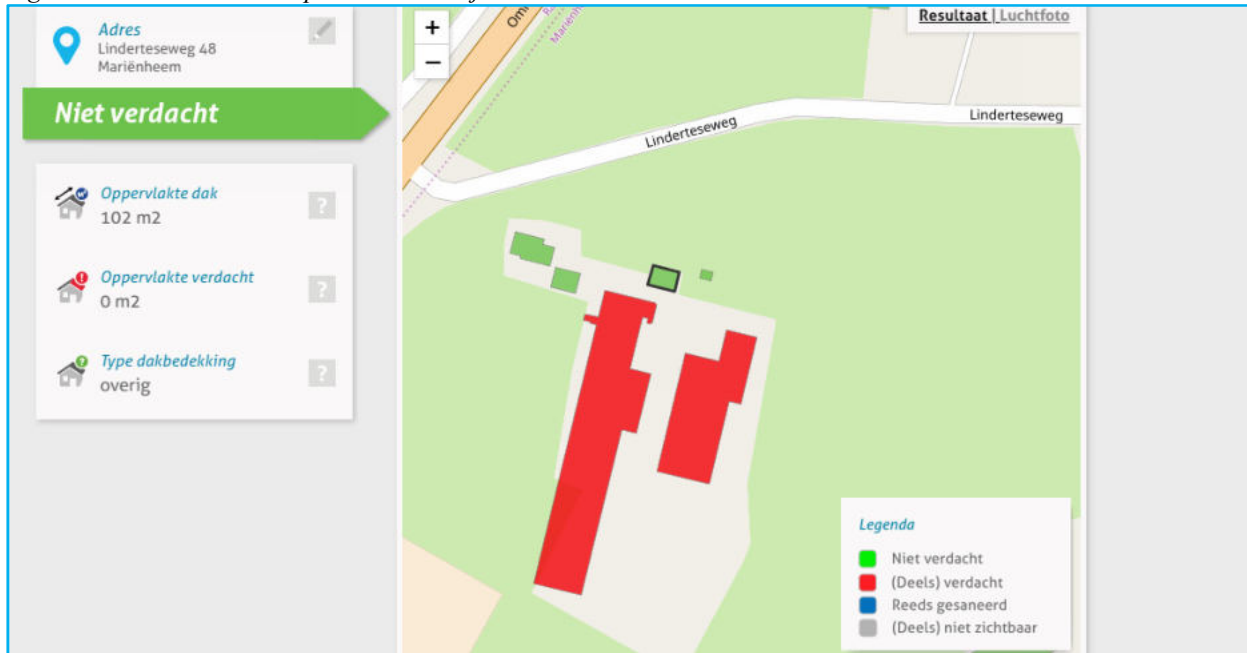 Adres
Linderteseweg 48
Mariënheem
Niet verdacht
Oppervlakte dak
102 m2
?
Oppervlakte verdacht
0 m2
?
Type dakbedekking
overig
?
+
−
Resultaat | Luchtfoto
Linderteseweg
Linderteseweg
Legenda
Niet verdacht
(Deels) verdacht
Reeds gesaneerd
(Deels) niet zichtbaar